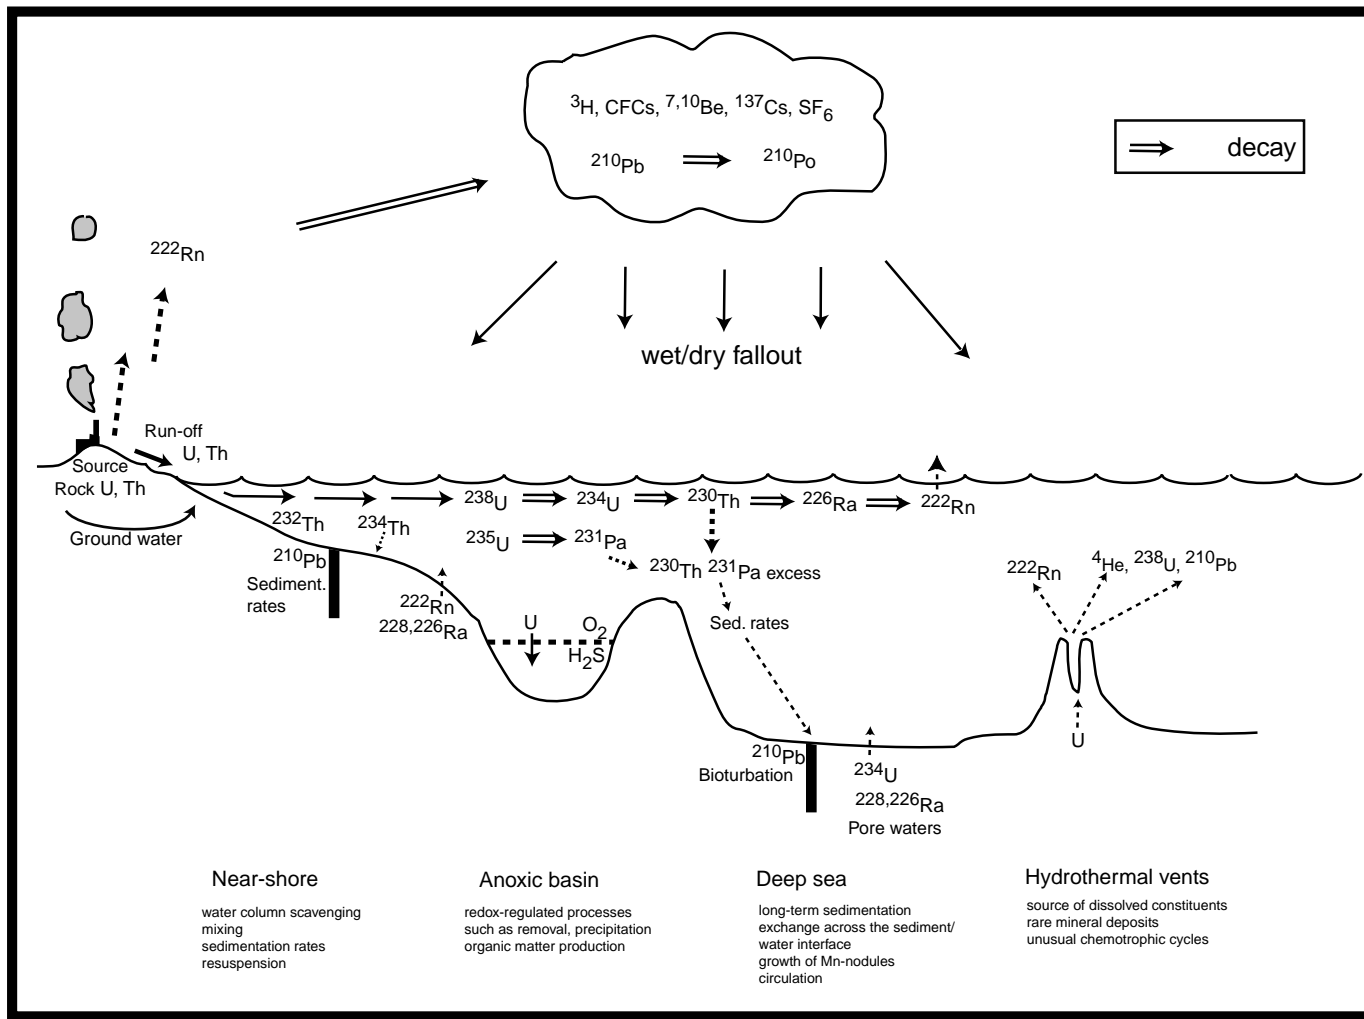 ³H, CFCs, ⁷,¹⁰Be, ¹³⁷Cs, SF₆
²¹⁰Pb ²¹⁰Po
decay
²²²Rn
wet/dry fallout
Run-off
U, Th
Source
Rock U, Th
Ground water
²³⁸U ²³⁴U ²³⁰Th ²²⁶Ra ²²²Rn
²³²Th ²³⁴Th
²³⁵U ²³¹Pa
²³⁰Th ²³¹Pa excess
²¹⁰Pb
Sediment.
rates
²²²Rn
²²⁸,²²⁶Ra
U O₂
H₂S
Sed. rates
²²²Rn ⁴He, ²³⁸U, ²¹⁰Pb
U
²¹⁰Pb
Bioturbation
²³⁴U
²²⁸,²²⁶Ra
Pore waters
Near-shore
water column scavenging
mixing
sedimentation rates
resuspension
Anoxic basin
redox-regulated processes
such as removal, precipitation
organic matter production
Deep sea
long-term sedimentation
exchange across the sediment/
water interface
growth of Mn-nodules
circulation
Hydrothermal vents
source of dissolved constituents
rare mineral deposits
unusual chemotrophic cycles